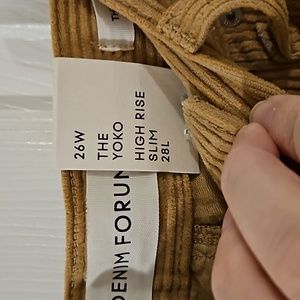 26W
THE
YOKO
HIGH RISE
SLIM
28L
DENIM FORUM